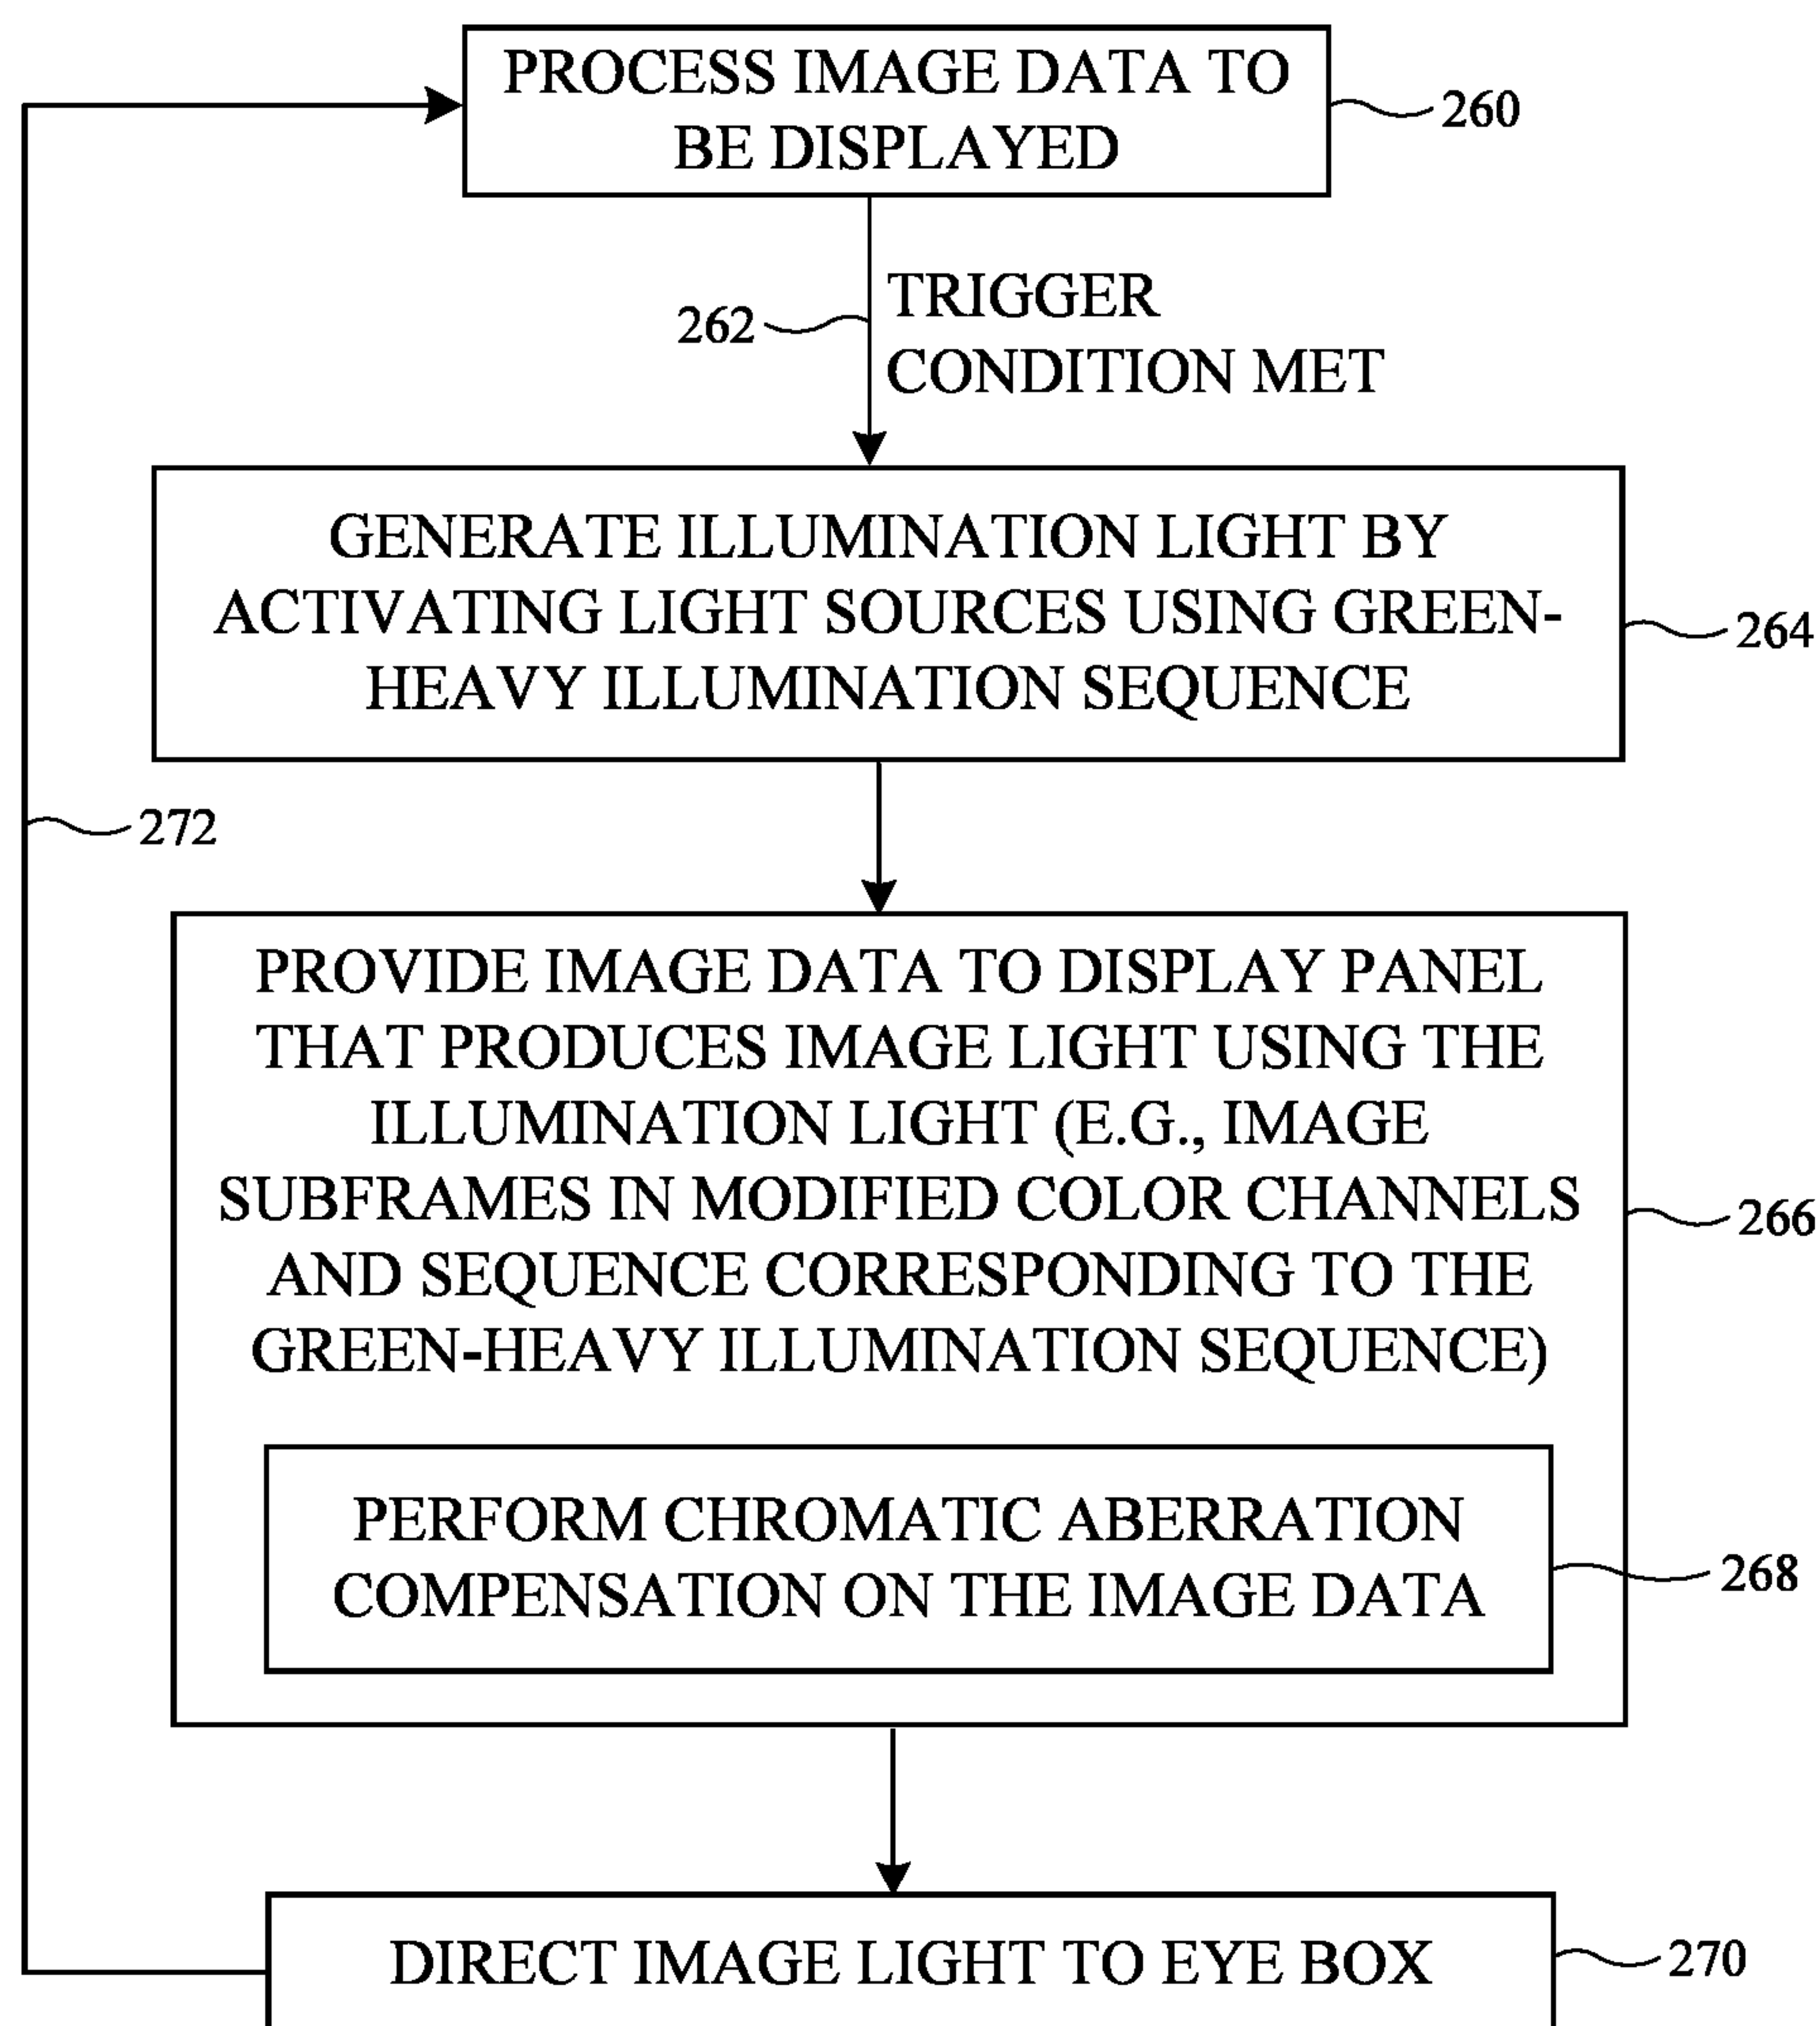 PROCESS IMAGE DATA TO
BE DISPLAYED
260
262
TRIGGER
CONDITION MET
GENERATE ILLUMINATION LIGHT BY
ACTIVATING LIGHT SOURCES USING GREEN-
HEAVY ILLUMINATION SEQUENCE
264
272
PROVIDE IMAGE DATA TO DISPLAY PANEL
THAT PRODUCES IMAGE LIGHT USING THE
ILLUMINATION LIGHT (E.G., IMAGE
SUBFRAMES IN MODIFIED COLOR CHANNELS
AND SEQUENCE CORRESPONDING TO THE
GREEN-HEAVY ILLUMINATION SEQUENCE)
266
PERFORM CHROMATIC ABERRATION
COMPENSATION ON THE IMAGE DATA
268
DIRECT IMAGE LIGHT TO EYE BOX
270